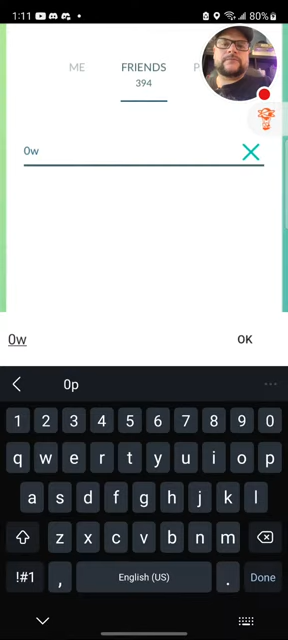 1:11 80%
ME FRIENDS P
394
0w
0w OK
0p
1 2 3 4 5 6 7 8 9 0
q w e r t y u i o p
a s d f g h j k l
z x c v b n m
!#1 , English (US) . Done